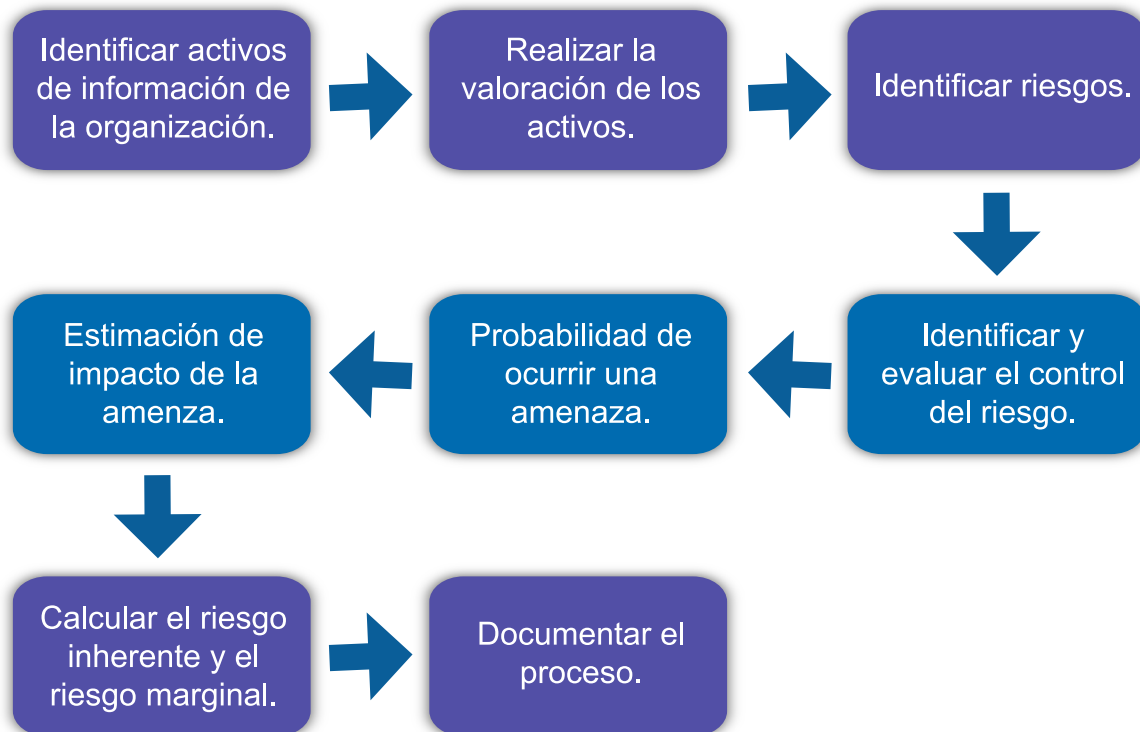 Identificar activos
de información de
la organización.
Realizar la
valoración de los
activos.
Identificar riesgos.
Identificar y
evaluar el control
del riesgo.
Probabilidad de
ocurrir una
amenaza.
Estimación de
impacto de la
amenza.
Calcular el riesgo
inherente y el
riesgo marginal.
Documentar el
proceso.